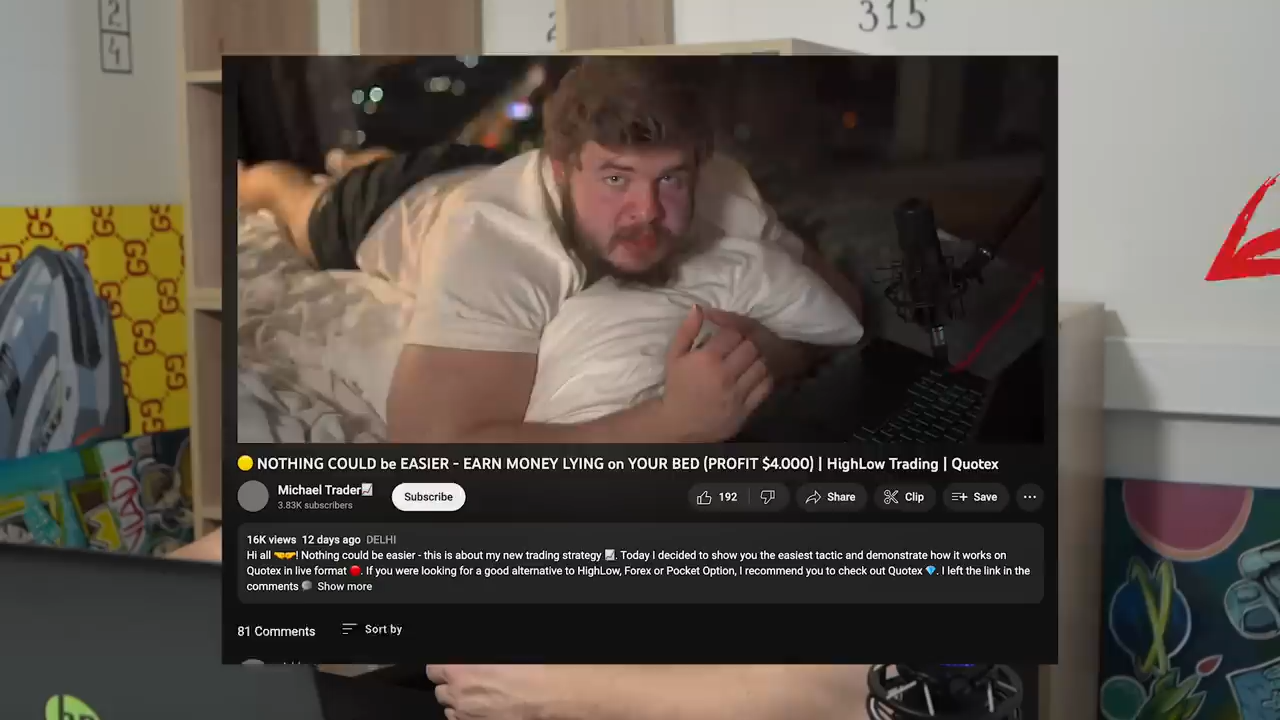 2
4
315
🟡 NOTHING COULD be EASIER - EARN MONEY LYING on YOUR BED (PROFIT $4.000) | HighLow Trading | Quotex
Michael Trader📈
3.83K subscribers
Subscribe
192
Share
Clip
Save
16K views 12 days ago DELHI
Hi all 🤝! Nothing could be easier - this is about my new trading strategy 📈. Today I decided to show you the easiest tactic and demonstrate how it works on
Quotex in live format 🔴. If you were looking for a good alternative to HighLow, Forex or Pocket Option, I recommend you to check out Quotex 💎. I left the link in the
comments 💬 Show more
81 Comments
Sort by
hp